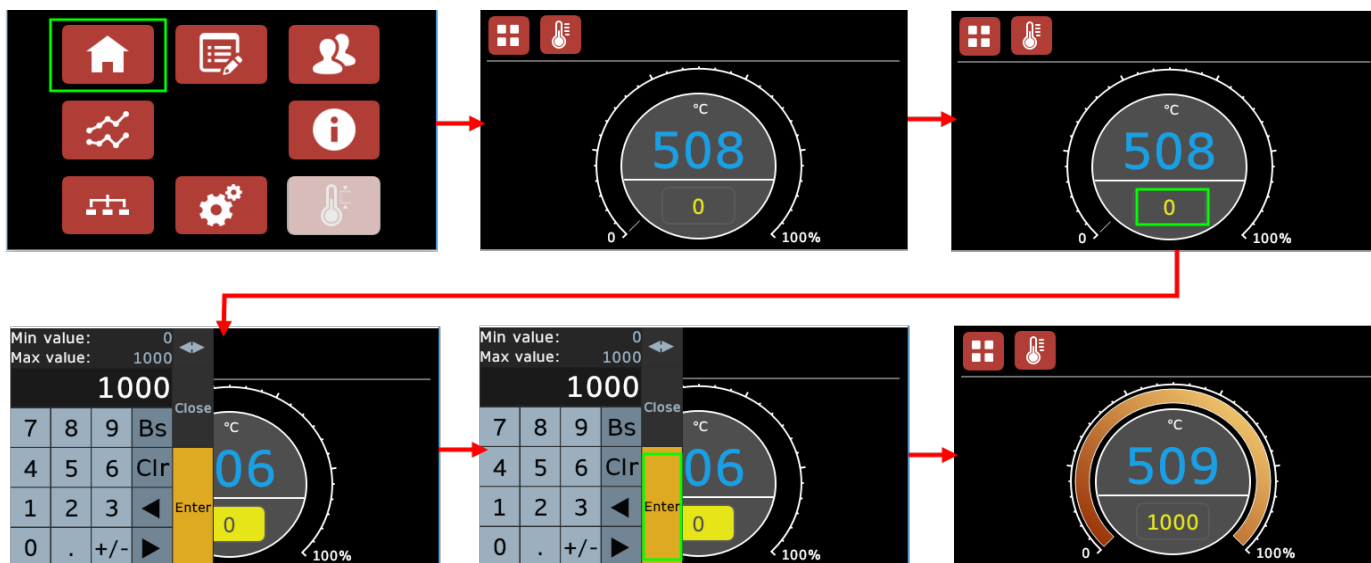 °C
508
0
0
100%
°C
508
0
0
100%
Min value: 0
Max value: 1000
1000
Close
7 8 9 Bs
4 5 6 Clr
1 2 3 ◀
Enter
0 . +/- ▶
°C
06
0
100%
Min value: 0
Max value: 1000
1000
Close
7 8 9 Bs
4 5 6 Clr
1 2 3 ◀
Enter
0 . +/- ▶
°C
06
0
100%
°C
509
1000
0
100%